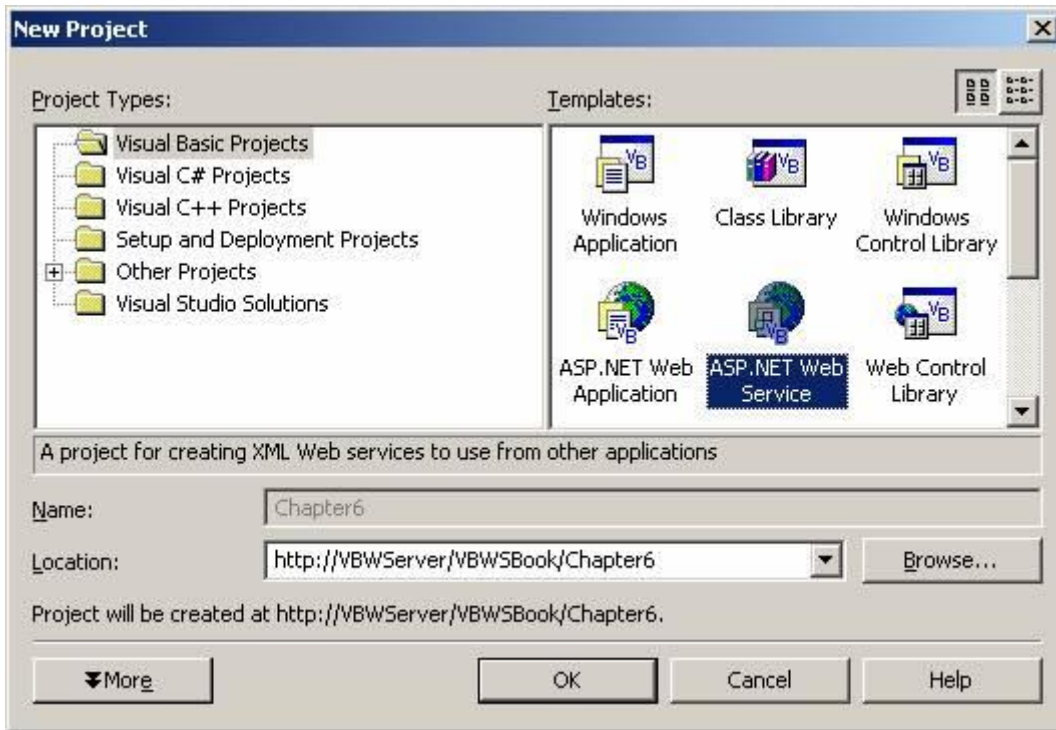 New Project
Project Types:
Templates:
Visual Basic Projects
Visual C# Projects
Visual C++ Projects
Setup and Deployment Projects
Other Projects
Visual Studio Solutions
Windows
Application
Class Library
Windows
Control Library
ASP.NET Web
Application
ASP.NET Web
Service
Web Control
Library
A project for creating XML Web services to use from other applications
Name:
Chapter6
Location:
http://VBWServer/VBWSBook/Chapter6
Browse...
Project will be created at http://VBWServer/VBWSBook/Chapter6.
More
OK
Cancel
Help